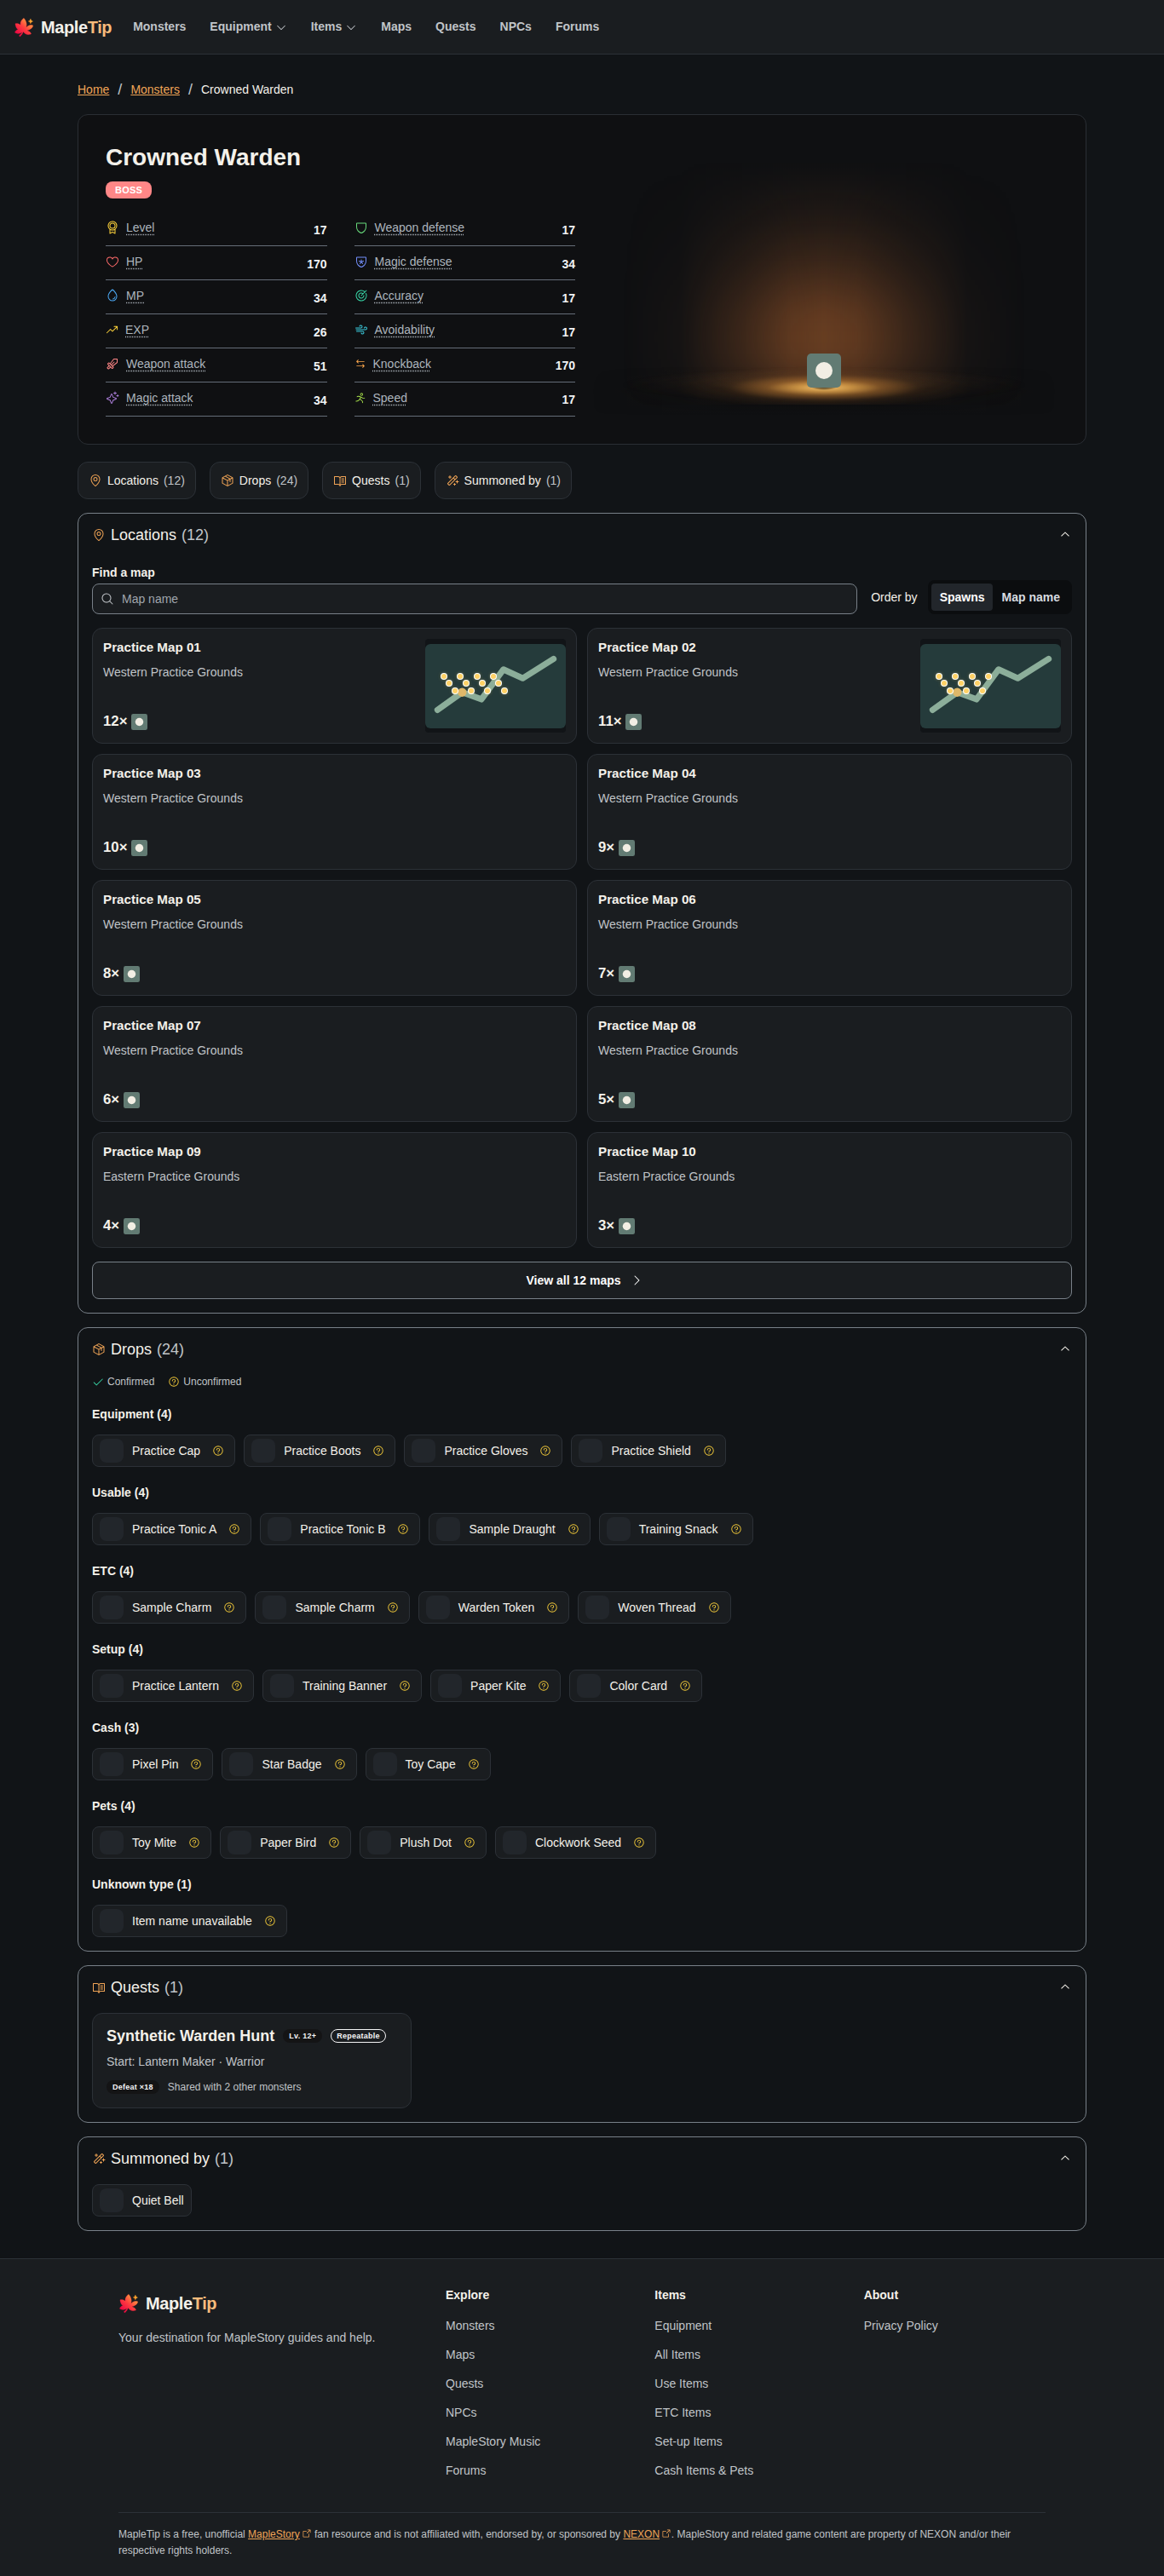 MapleTip Monsters Equipment Items Maps Quests NPCs Forums
Home / Monsters / Crowned Warden
Crowned Warden
BOSS
Level 17 Weapon defense 17
HP 170 Magic defense 34
MP 34 Accuracy 17
EXP 26 Avoidability 17
Weapon attack 51 Knockback 170
Magic attack 34 Speed 17
Locations (12) Drops (24) Quests (1) Summoned by (1)
Locations (12)
Find a map
Map name Order by Spawns Map name
Practice Map 01 Practice Map 02
Western Practice Grounds Western Practice Grounds
12× 11×
Practice Map 03 Practice Map 04
Western Practice Grounds Western Practice Grounds
10× 9×
Practice Map 05 Practice Map 06
Western Practice Grounds Western Practice Grounds
8× 7×
Practice Map 07 Practice Map 08
Western Practice Grounds Western Practice Grounds
6× 5×
Practice Map 09 Practice Map 10
Eastern Practice Grounds Eastern Practice Grounds
4× 3×
View all 12 maps
Drops (24)
Confirmed Unconfirmed
Equipment (4)
Practice Cap Practice Boots Practice Gloves Practice Shield
Usable (4)
Practice Tonic A Practice Tonic B Sample Draught Training Snack
ETC (4)
Sample Charm Sample Charm Warden Token Woven Thread
Setup (4)
Practice Lantern Training Banner Paper Kite Color Card
Cash (3)
Pixel Pin Star Badge Toy Cape
Pets (4)
Toy Mite Paper Bird Plush Dot Clockwork Seed
Unknown type (1)
Item name unavailable
Quests (1)
Synthetic Warden Hunt Lv. 12+ Repeatable
Start: Lantern Maker · Warrior
Defeat ×18 Shared with 2 other monsters
Summoned by (1)
Quiet Bell
MapleTip
Your destination for MapleStory guides and help.
Explore
Monsters
Maps
Quests
NPCs
MapleStory Music
Forums
Items
Equipment
All Items
Use Items
ETC Items
Set-up Items
Cash Items & Pets
About
Privacy Policy
MapleTip is a free, unofficial MapleStory fan resource and is not affiliated with, endorsed by, or sponsored by NEXON. MapleStory and related game content are property of NEXON and/or their
respective rights holders.